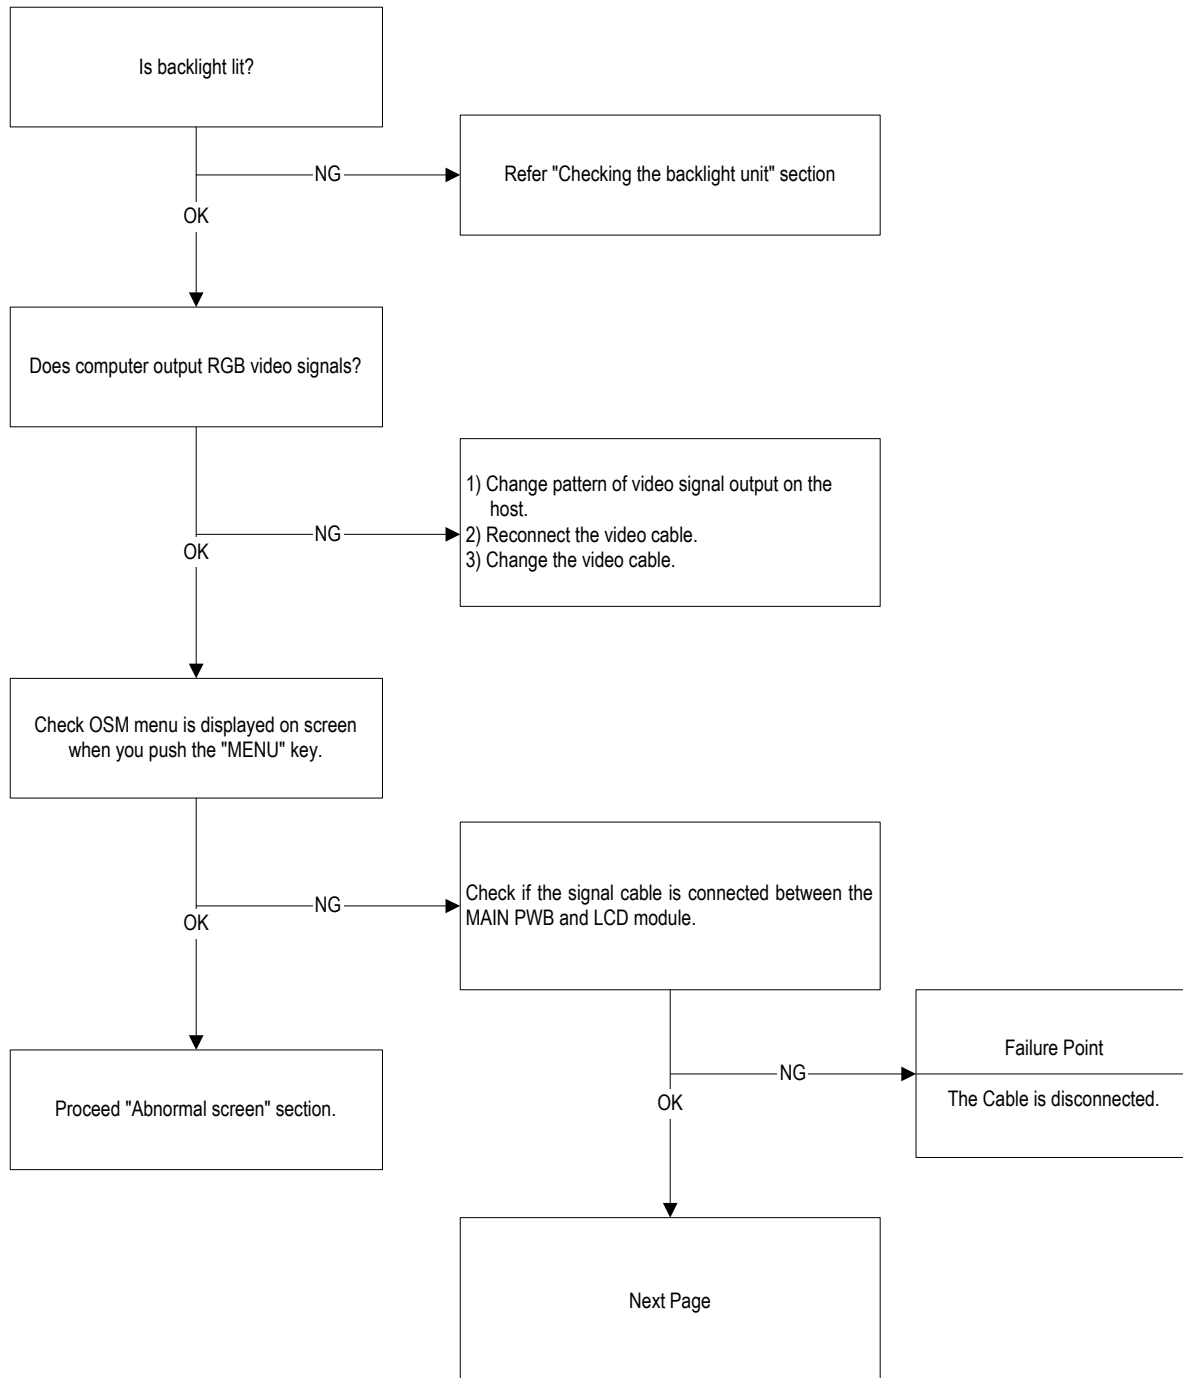 Is backlight lit?
NG
Refer "Checking the backlight unit" section
OK
Does computer output RGB video signals?
1) Change pattern of video signal output on the
host.
2) Reconnect the video cable.
3) Change the video cable.
NG
OK
Check OSM menu is displayed on screen
when you push the "MENU" key.
NG
Check if the signal cable is connected between the
MAIN PWB and LCD module.
OK
Failure Point
NG
The Cable is disconnected.
OK
Proceed "Abnormal screen" section.
Next Page